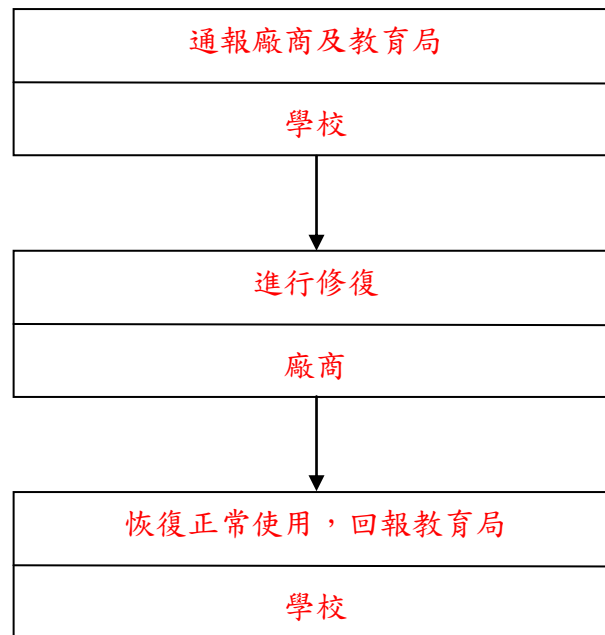 通報廠商及教育局
學校
進行修復
廠商
恢復正常使用，回報教育局
學校